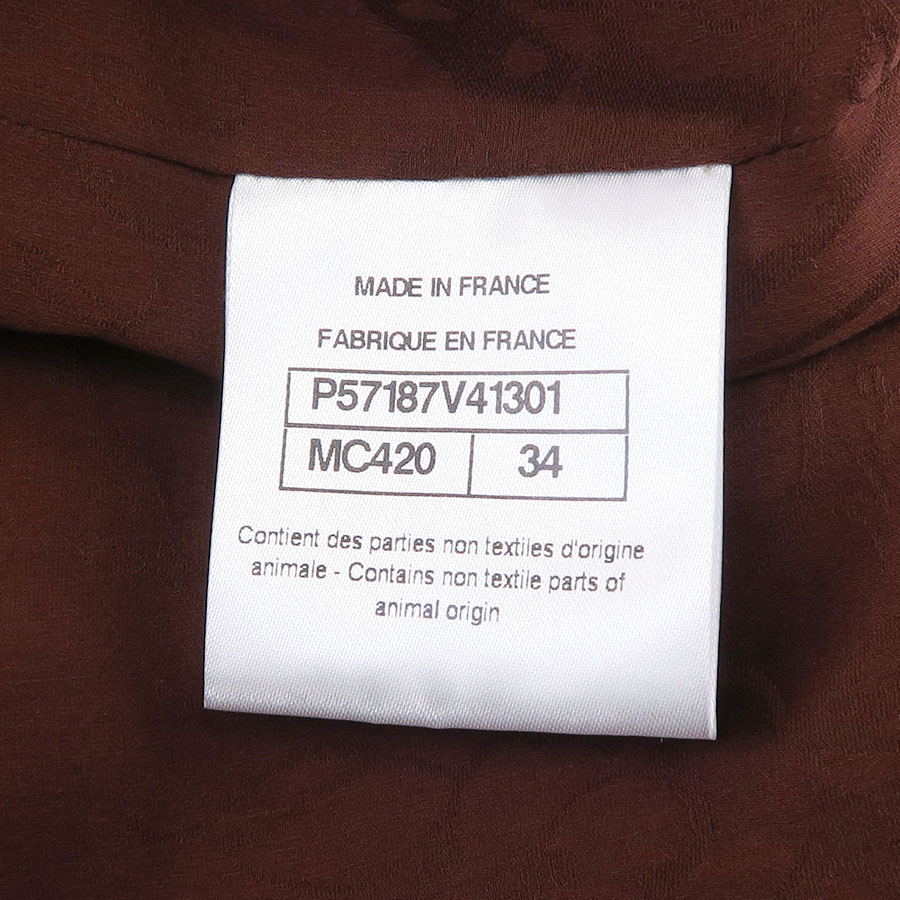 MADE IN FRANCE
FABRIQUE EN FRANCE
P57187V41301
MC420 34
Contient des parties non textiles d'origine
animale - Contains non textile parts of
animal origin